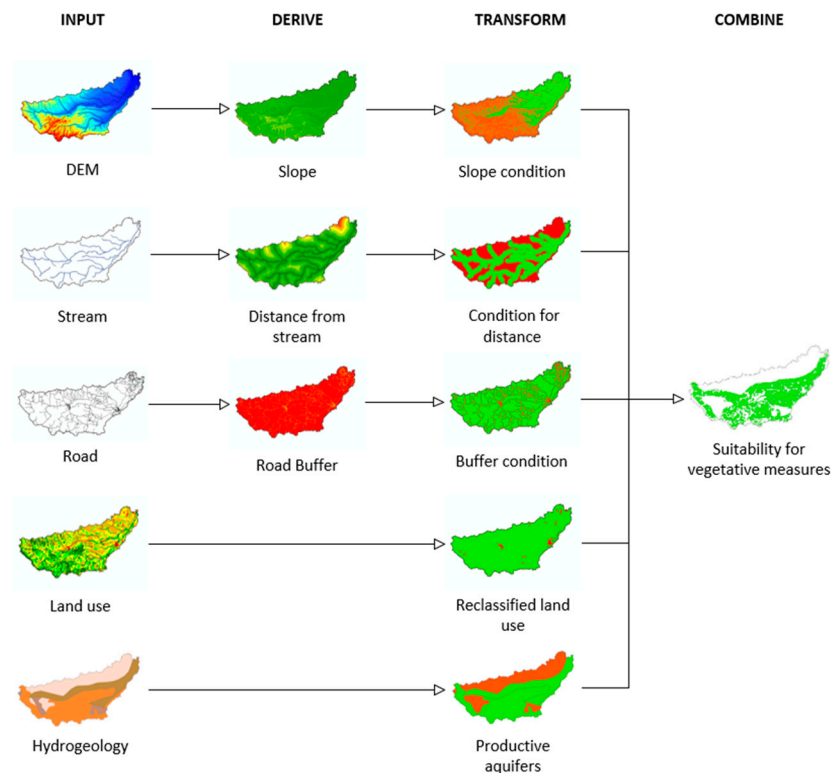 INPUT
DERIVE
TRANSFORM
COMBINE
DEM
Slope
Slope condition
Stream
Distance from
stream
Condition for
distance
Road
Road Buffer
Buffer condition
Suitability for
vegetative measures
Land use
Reclassified land
use
Hydrogeology
Productive
aquifers